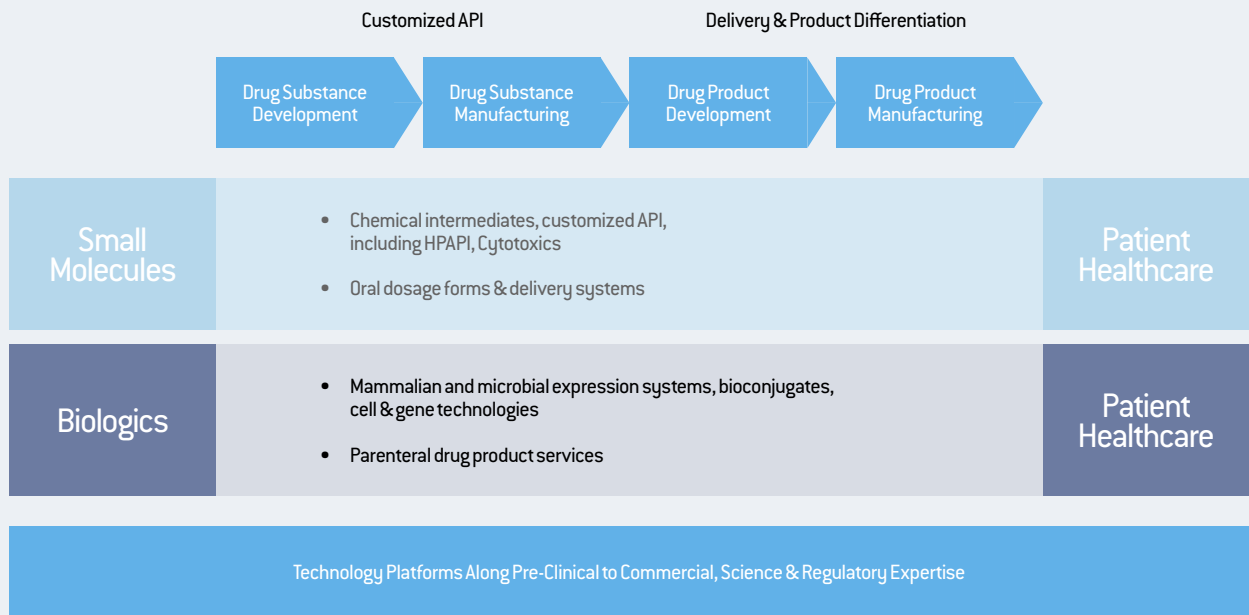 Customized API
Delivery & Product Differentiation
Drug Substance
Development
Drug Substance
Manufacturing
Drug Product
Development
Drug Product
Manufacturing
Small
Molecules
• Chemical intermediates, customized API,
including HPAPI, Cytotoxics
• Oral dosage forms & delivery systems
Patient
Healthcare
Biologics
• Mammalian and microbial expression systems, bioconjugates,
cell & gene technologies
• Parenteral drug product services
Patient
Healthcare
Technology Platforms Along Pre-Clinical to Commercial, Science & Regulatory Expertise